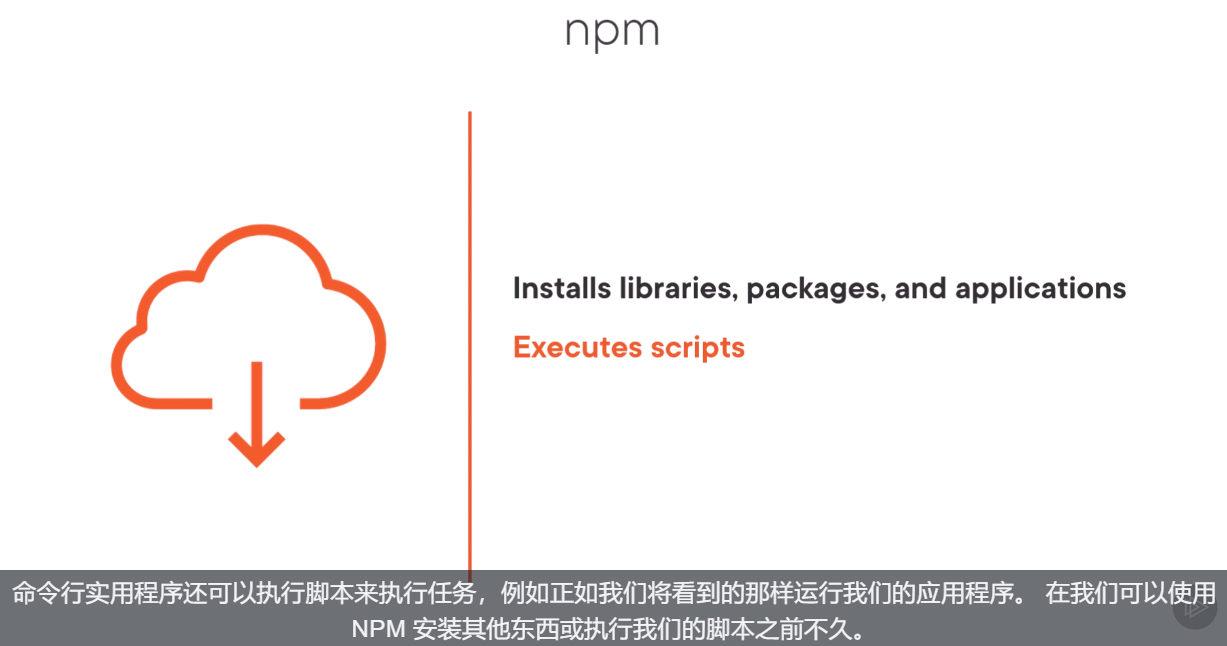 npm
Installs libraries, packages, and applications
Executes scripts
命令行实用程序还可以执行脚本来执行任务，例如正如我们将看到的那样运行我们的应用程序。 在我们可以使用
NPM 安装其他东西或执行我们的脚本之前不久。